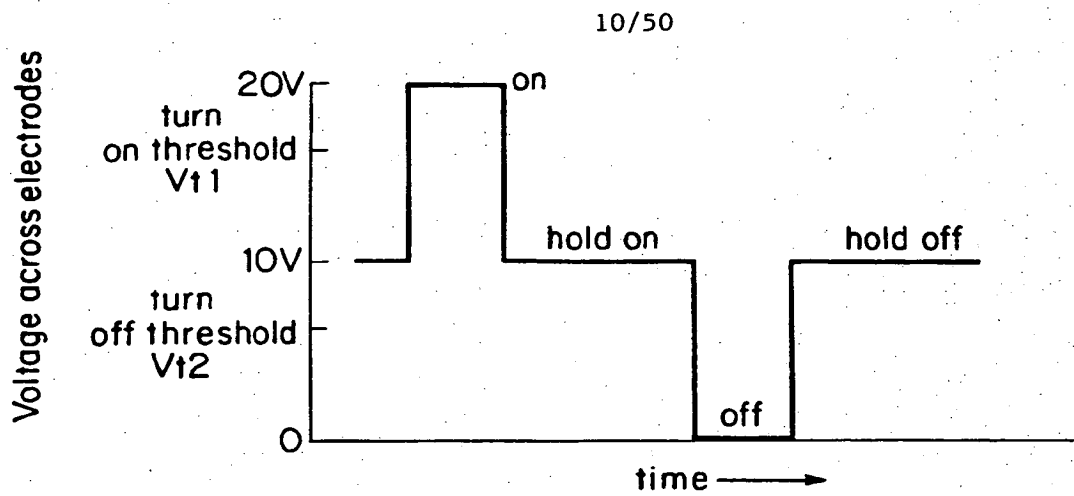 10/50
Voltage across electrodes
20V
on
turn
on threshold
Vt1
10V
hold on
hold off
turn
off threshold
Vt2
off
0
time